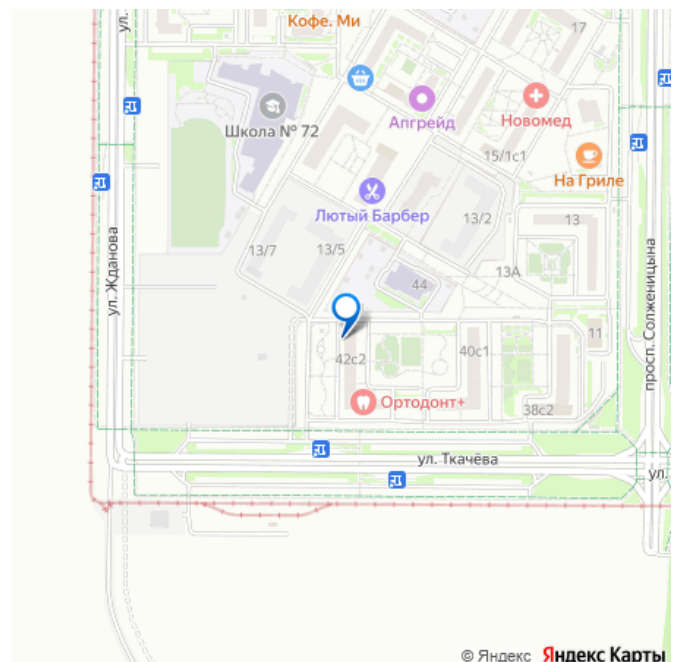 ул.
Кофе. Ми
17
Школа № 72
Апгрейд
Новомед
15/1с1
На Гриле
Лютый Барбер
13/2
13
13/7
13/5
13А
44
ул. Жданова
просп. Солженицына
42с2
40с1
11
Ортодонт+
38с2
ул. Ткачёва
ул.
© Яндекс Яндекс Карты